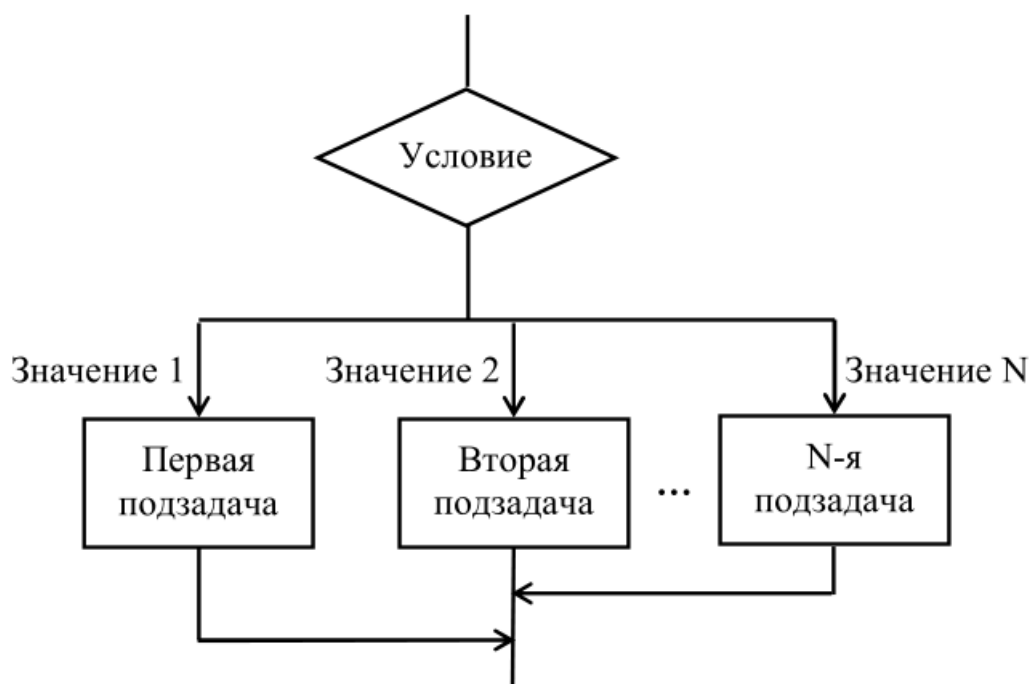 Условие
Значение 1
Значение 2
Значение N
Первая
подзадача
Вторая
подзадача
...
N-я
подзадача